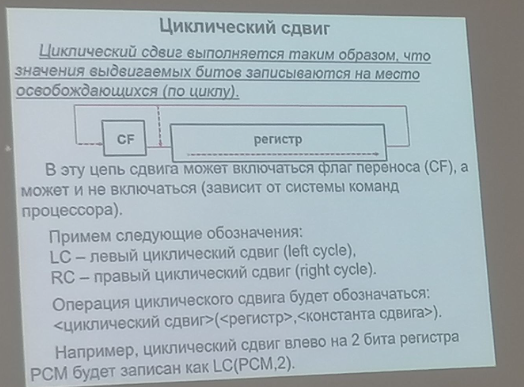 Циклический сдвиг
Циклический сдвиг выполняется таким образом, что
значения выдвигаемых битов записываются на место
освобождающихся (по циклу).
CF
регистр
В эту цепь сдвига может включаться флаг переноса (CF), а
может и не включаться (зависит от системы команд
процессора).
Примем следующие обозначения:
LC – левый циклический сдвиг (left cycle),
RC – правый циклический сдвиг (right cycle).
Операция циклического сдвига будет обозначаться:
<циклический сдвиг>(<регистр>,<константа сдвига>).
Например, циклический сдвиг влево на 2 бита регистра
РСМ будет записан как LC(РСМ,2).